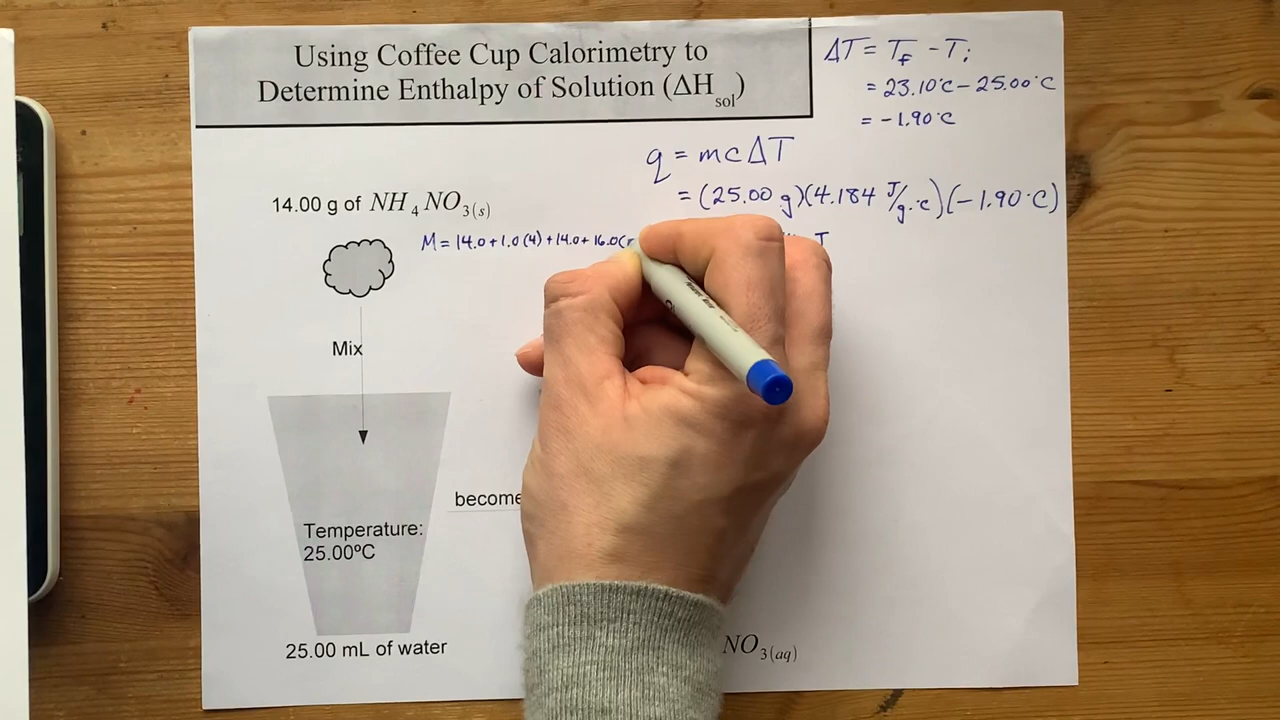 Using Coffee Cup Calorimetry to
Determine Enthalpy of Solution (ΔHsol)
ΔT = Tf - Ti
= 23.10°C - 25.00°C
= -1.90°C
q = mcΔT
= (25.00 g)(4.184 J/g·°C)(-1.90°C)
J
14.00 g of NH4NO3(s)
M = 14.0 + 1.0(4) + 14.0 + 16.0(
Mix
Temperature:
25.00ºC
become
25.00 mL of water
NO3(aq)